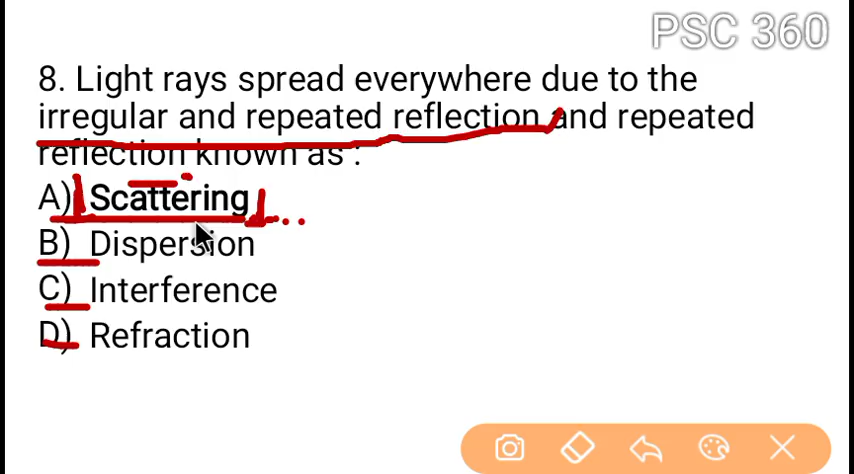 PSC 360
8. Light rays spread everywhere due to the
irregular and repeated reflection and repeated
reflection known as :
A) Scattering
B) Dispersion
C) Interference
D) Refraction